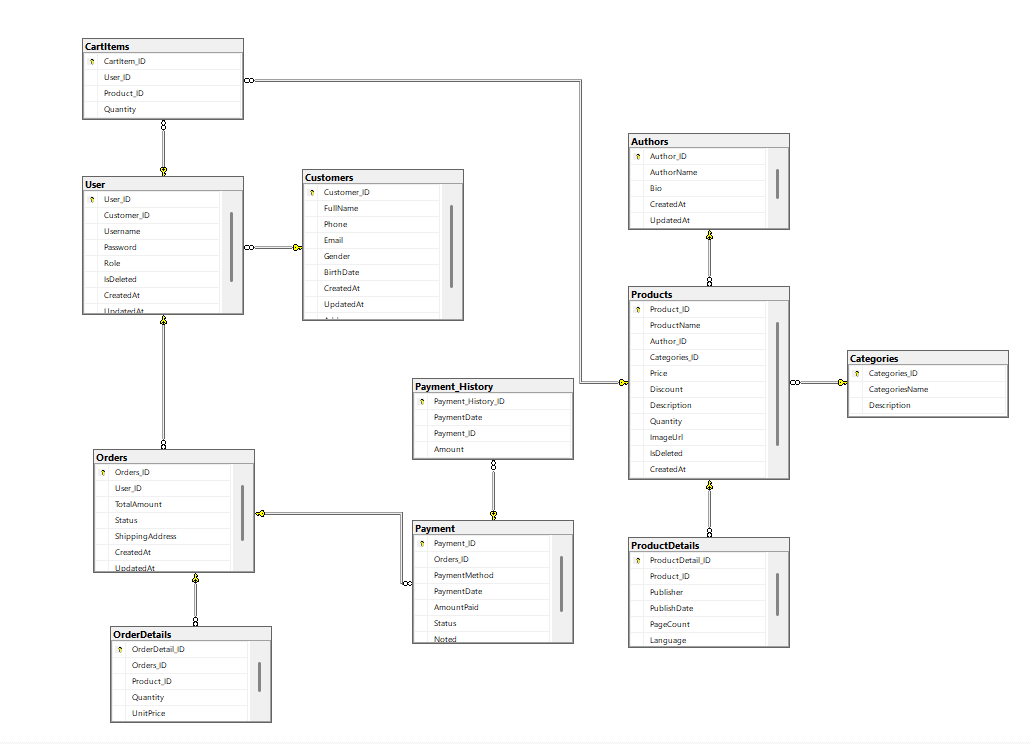 CartItems
CartItem_ID
User_ID
Product_ID
Quantity
User
User_ID
Customer_ID
Username
Password
Role
IsDeleted
CreatedAt
UpdatedAt
Customers
Customer_ID
FullName
Phone
Email
Gender
BirthDate
CreatedAt
UpdatedAt
Authors
Author_ID
AuthorName
Bio
CreatedAt
UpdatedAt
Products
Product_ID
ProductName
Author_ID
Categories_ID
Price
Discount
Description
Quantity
ImageUrl
IsDeleted
CreatedAt
Categories
Categories_ID
CategoriesName
Description
Payment_History
Payment_History_ID
PaymentDate
Payment_ID
Amount
Orders
Orders_ID
User_ID
TotalAmount
Status
ShippingAddress
CreatedAt
UpdatedAt
Payment
Payment_ID
Orders_ID
PaymentMethod
PaymentDate
AmountPaid
Status
Noted
ProductDetails
ProductDetail_ID
Product_ID
Publisher
PublishDate
PageCount
Language
OrderDetails
OrderDetail_ID
Orders_ID
Product_ID
Quantity
UnitPrice